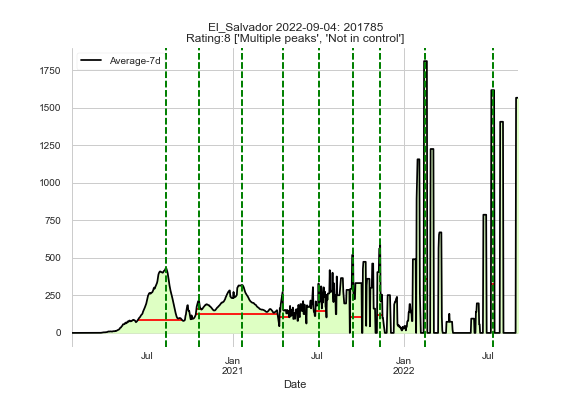 El_Salvador 2022-09-04: 201785
Rating:8 ['Multiple peaks', 'Not in control']
Average-7d
1750
1500
1250
1000
750
500
250
0
Jul
Jan
2021
Jul
Jan
2022
Jul
Date